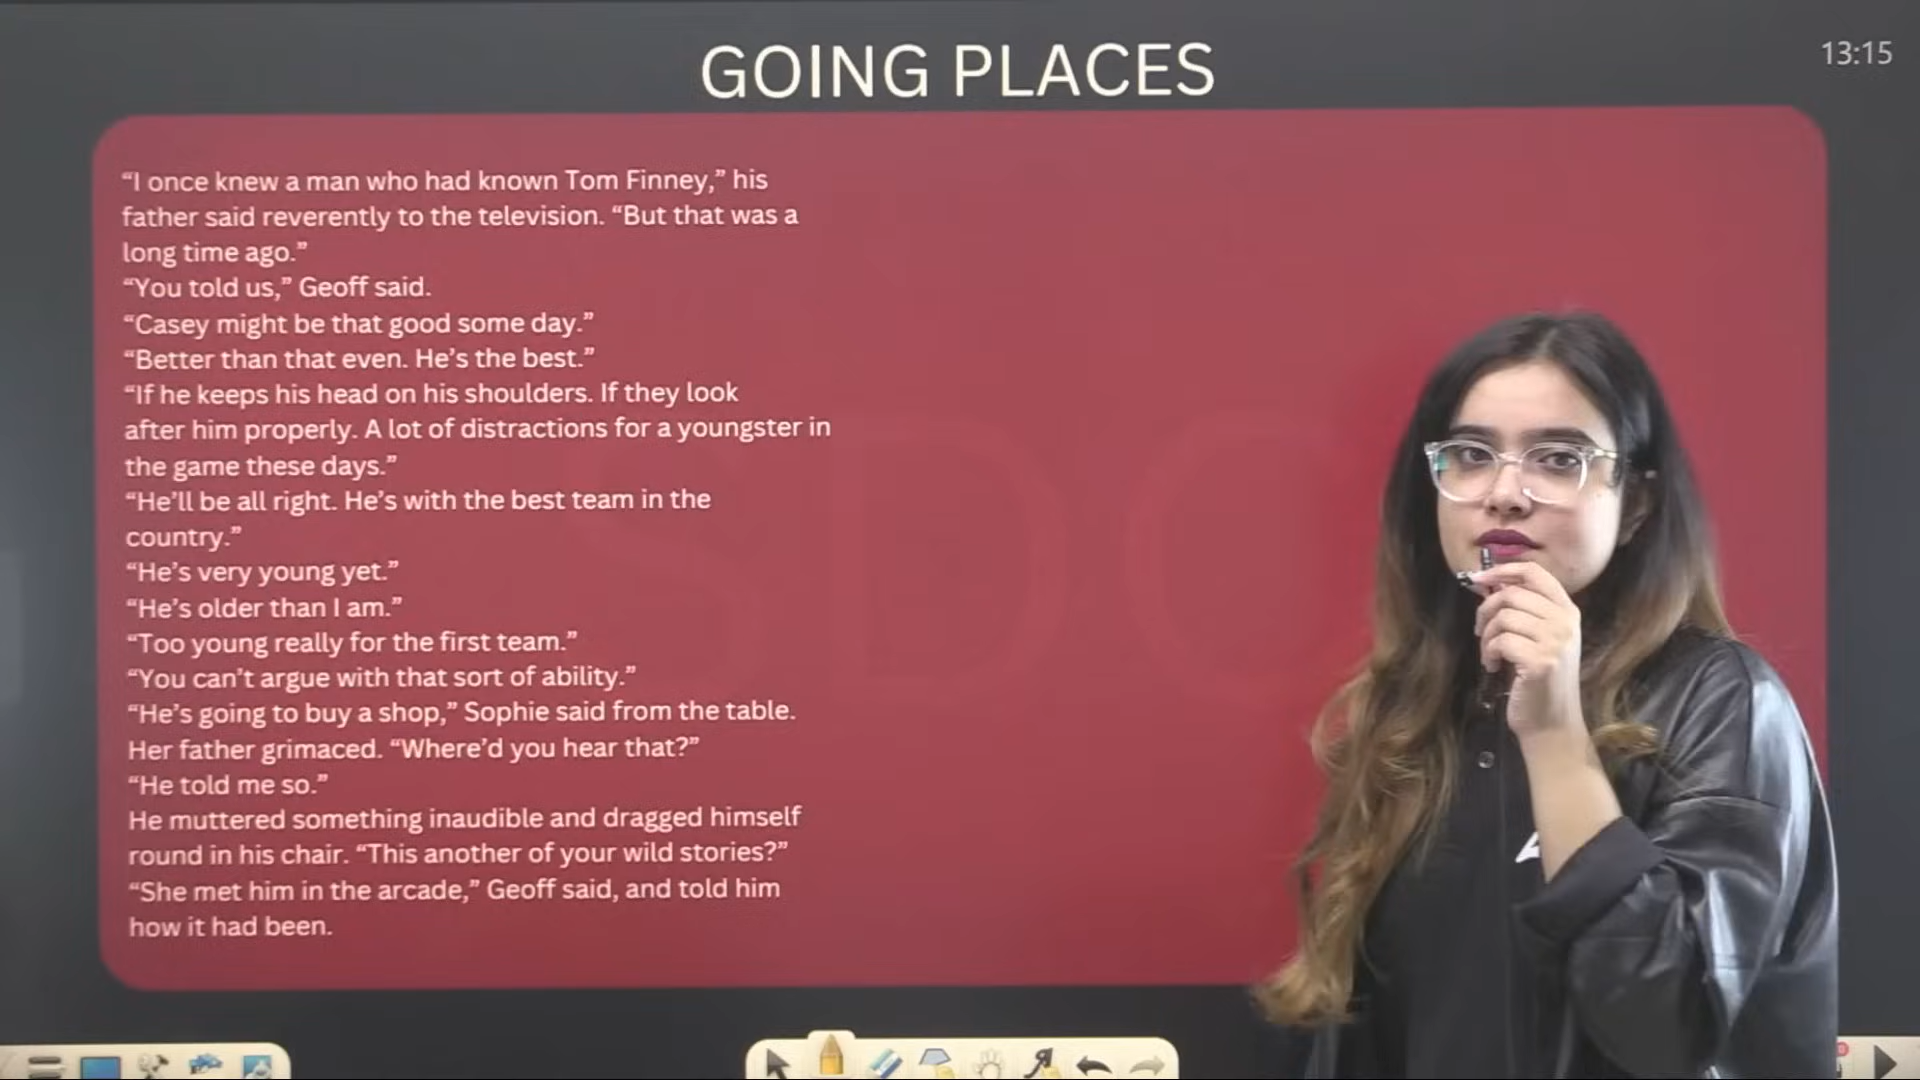 GOING PLACES
13:15
“I once knew a man who had known Tom Finney,” his
father said reverently to the television. “But that was a
long time ago.”
“You told us,” Geoff said.
“Casey might be that good some day.”
“Better than that even. He’s the best.”
“If he keeps his head on his shoulders. If they look
after him properly. A lot of distractions for a youngster in
the game these days.”
“He’ll be all right. He’s with the best team in the
country.”
“He’s very young yet.”
“He’s older than I am.”
“Too young really for the first team.”
“You can’t argue with that sort of ability.”
“He’s going to buy a shop,” Sophie said from the table.
Her father grimaced. “Where’d you hear that?”
“He told me so.”
He muttered something inaudible and dragged himself
round in his chair. “This another of your wild stories?”
“She met him in the arcade,” Geoff said, and told him
how it had been.